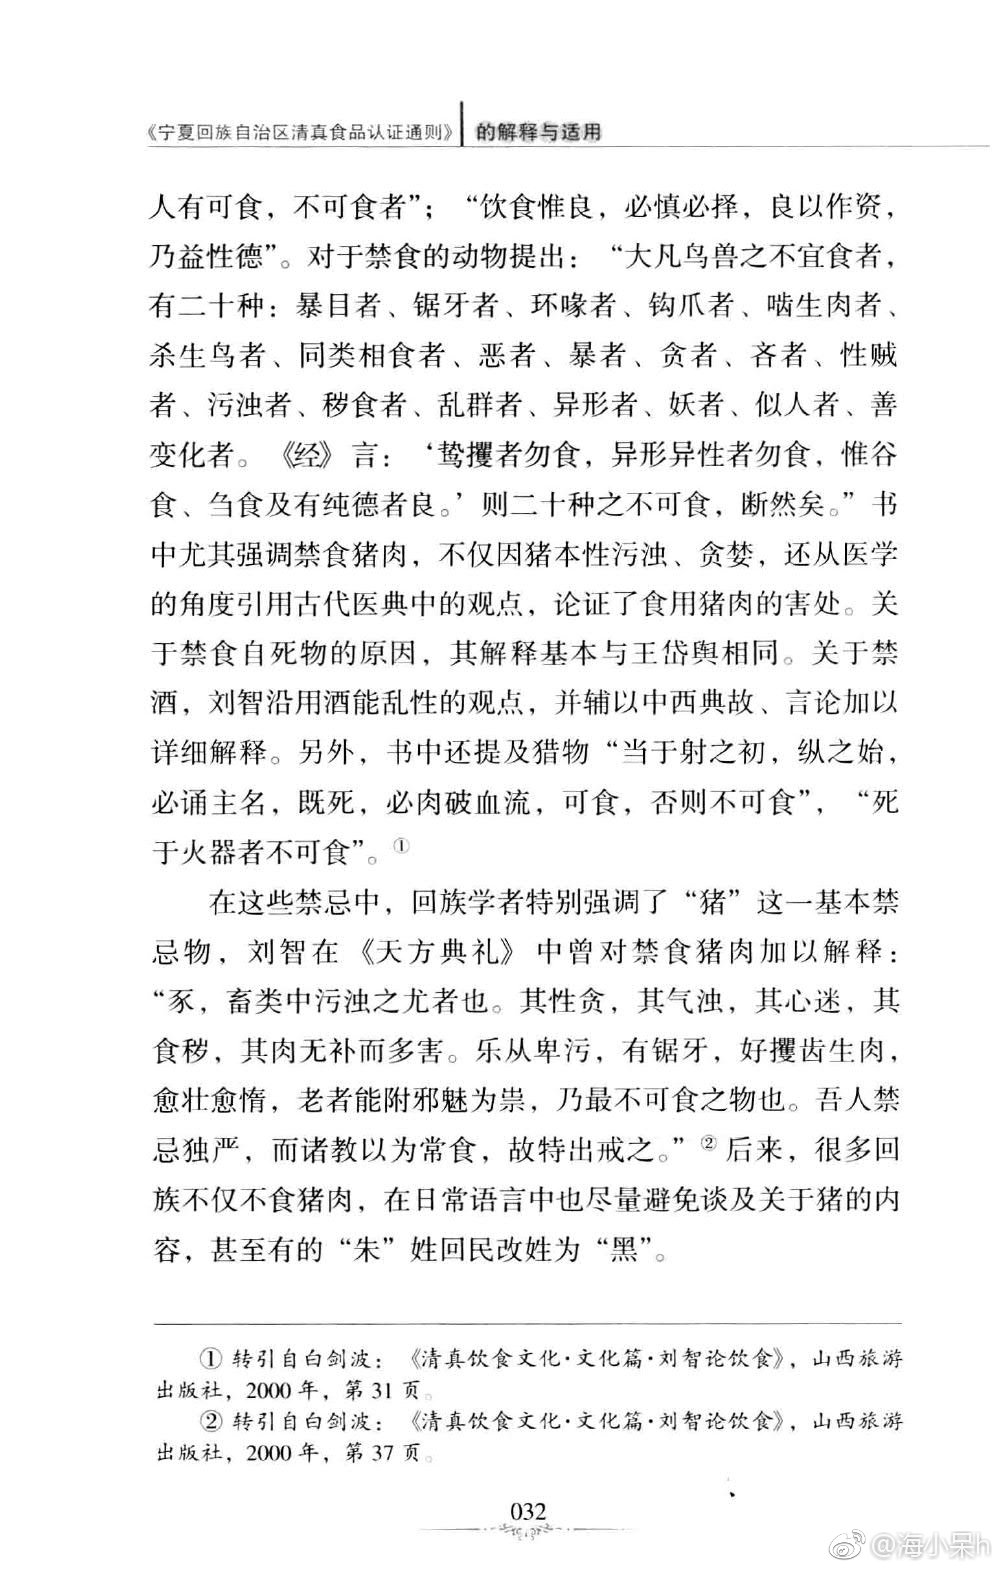 《宁夏回族自治区清真食品认证通则》 的解释与适用
人有可食，不可食者”；“饮食惟良，必慎必择，良以作资，
乃益性德”。对于禁食的动物提出：“大凡鸟兽之不宜食者，
有二十种：暴目者、锯牙者、环喙者、钩爪者、啮生肉者、
杀生鸟者、同类相食者、恶者、暴者、贪者、吝者、性贼
者、污浊者、秽食者、乱群者、异形者、妖者、似人者、善
变化者。《经》言：‘鸷攫者勿食，异形异性者勿食，惟谷
食、刍食及有纯德者良。’则二十种之不可食，断然矣。”书
中尤其强调禁食猪肉，不仅因猪本性污浊、贪婪，还从医学
的角度引用古代医典中的观点，论证了食用猪肉的害处。关
于禁食自死物的原因，其解释基本与王岱舆相同。关于禁
酒，刘智沿用酒能乱性的观点，并辅以中西典故、言论加以
详细解释。另外，书中还提及猎物“当于射之初，纵之始，
必诵主名，既死，必肉破血流，可食，否则不可食”，“死
于火器者不可食”。①
在这些禁忌中，回族学者特别强调了“猪”这一基本禁
忌物，刘智在《天方典礼》中曾对禁食猪肉加以解释：
“豕，畜类中污浊之尤者也。其性贪，其气浊，其心迷，其
食秽，其肉无补而多害。乐从卑污，有锯牙，好攫齿生肉，
愈壮愈惰，老者能附邪魅为祟，乃最不可食之物也。吾人禁
忌独严，而诸教以为常食，故特出戒之。”②后来，很多回
族不仅不食猪肉，在日常语言中也尽量避免谈及关于猪的内
容，甚至有的“朱”姓回民改姓为“黑”。
① 转引自白剑波：《清真饮食文化·文化篇·刘智论饮食》，山西旅游
出版社，2000年，第31页。
② 转引自白剑波：《清真饮食文化·文化篇·刘智论饮食》，山西旅游
出版社，2000年，第37页。
032
@海小呆h